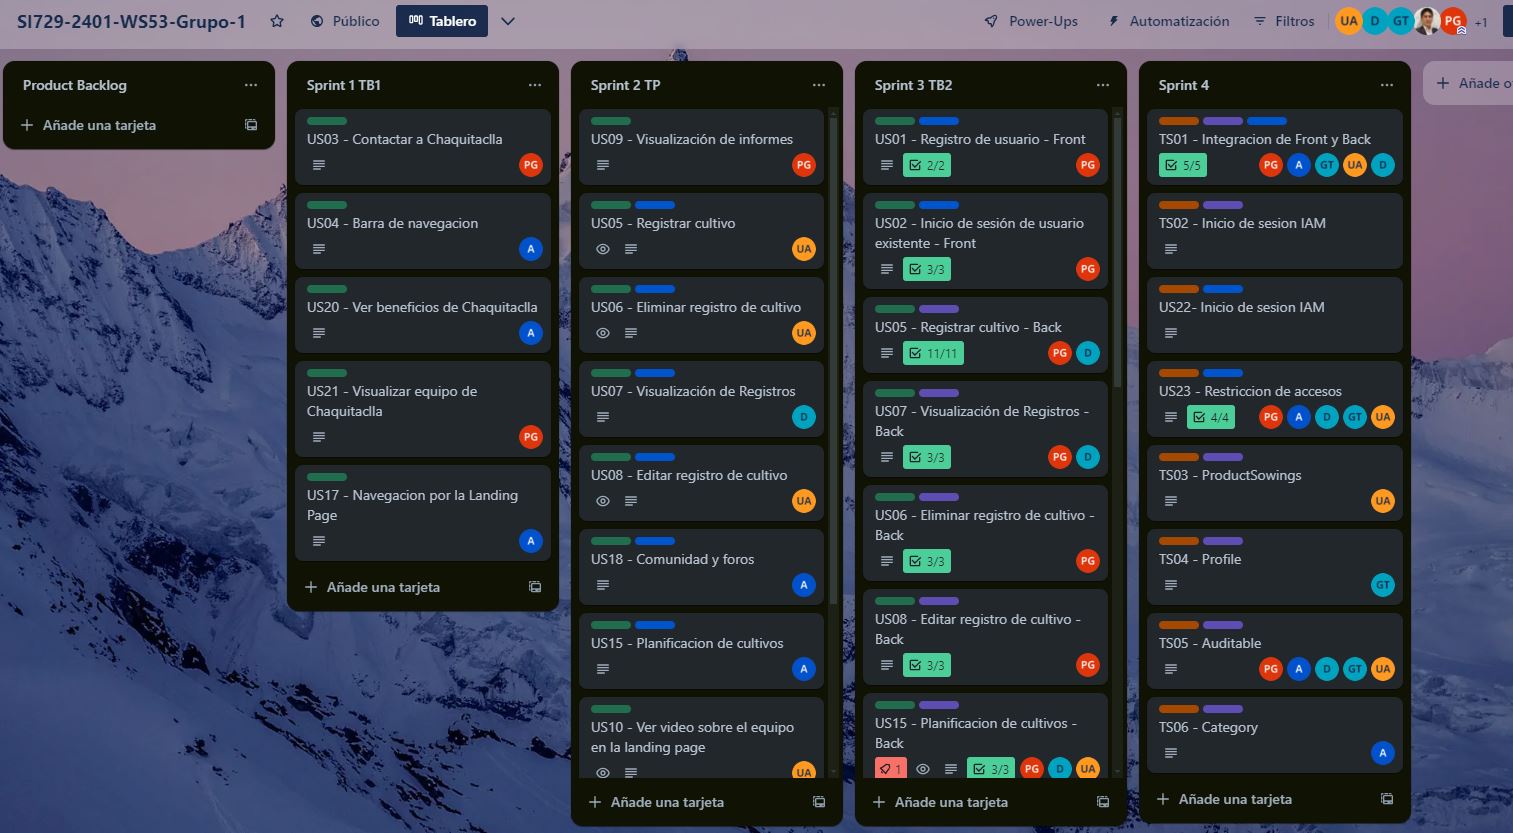 SI729-2401-WS53-Grupo-1
Público
Tablero
Power-Ups
Automatización
Filtros
UA
D
GT
PG
+1
Product Backlog
Añade una tarjeta
Sprint 1 TB1
US03 - Contactar a Chaquitaclla
PG
US04 - Barra de navegacion
A
US20 - Ver beneficios de Chaquitaclla
A
US21 - Visualizar equipo de
Chaquitaclla
PG
US17 - Navegacion por la Landing
Page
A
Añade una tarjeta
Sprint 2 TP
US09 - Visualización de informes
PG
US05 - Registrar cultivo
UA
US06 - Eliminar registro de cultivo
UA
US07 - Visualización de Registros
D
US08 - Editar registro de cultivo
UA
US18 - Comunidad y foros
A
US15 - Planificacion de cultivos
A
US10 - Ver video sobre el equipo
en la landing page
UA
Añade una tarjeta
Sprint 3 TB2
US01 - Registro de usuario - Front
2/2 PG
US02 - Inicio de sesión de usuario
existente - Front
3/3 PG
US05 - Registrar cultivo - Back
11/11 PG D
US07 - Visualización de Registros -
Back
3/3 PG D
US06 - Eliminar registro de cultivo -
Back
3/3 PG
US08 - Editar registro de cultivo -
Back
3/3 PG
US15 - Planificacion de cultivos -
Back
1 3/3 PG D UA
Añade una tarjeta
Sprint 4
TS01 - Integracion de Front y Back
5/5 PG A GT UA D
TS02 - Inicio de sesion IAM
US22- Inicio de sesion IAM
US23 - Restriccion de accesos
4/4 PG A D GT UA
TS03 - ProductSowings
UA
TS04 - Profile
GT
TS05 - Auditable
PG A D GT UA
TS06 - Category
A
Añade una tarjeta
Añade